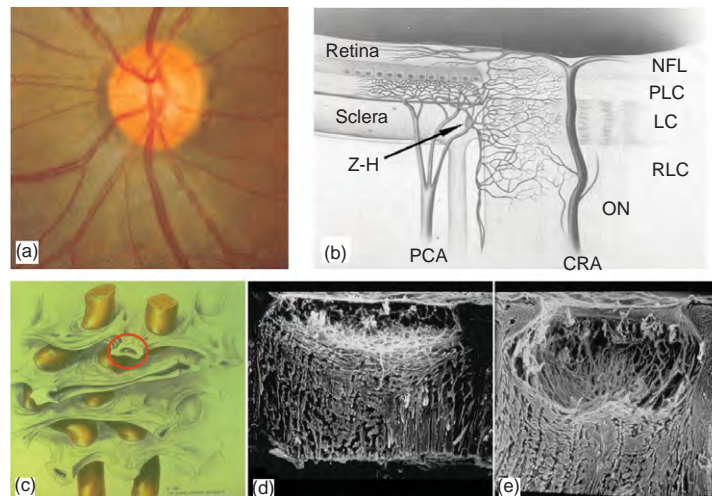 (a)
Retina
Sclera
Z-H
NFL
PLC
LC
RLC
ON
(b)
PCA
CRA
(c)
(d)
(e)